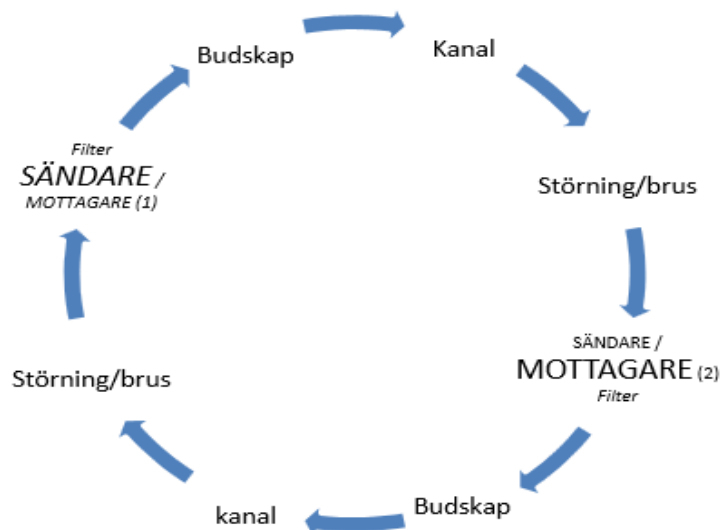 Budskap
Kanal
Störning/brus
SÄNDARE /
MOTTAGARE (2)
Filter
Budskap
kanal
Störning/brus
Filter
SÄNDARE /
MOTTAGARE (1)